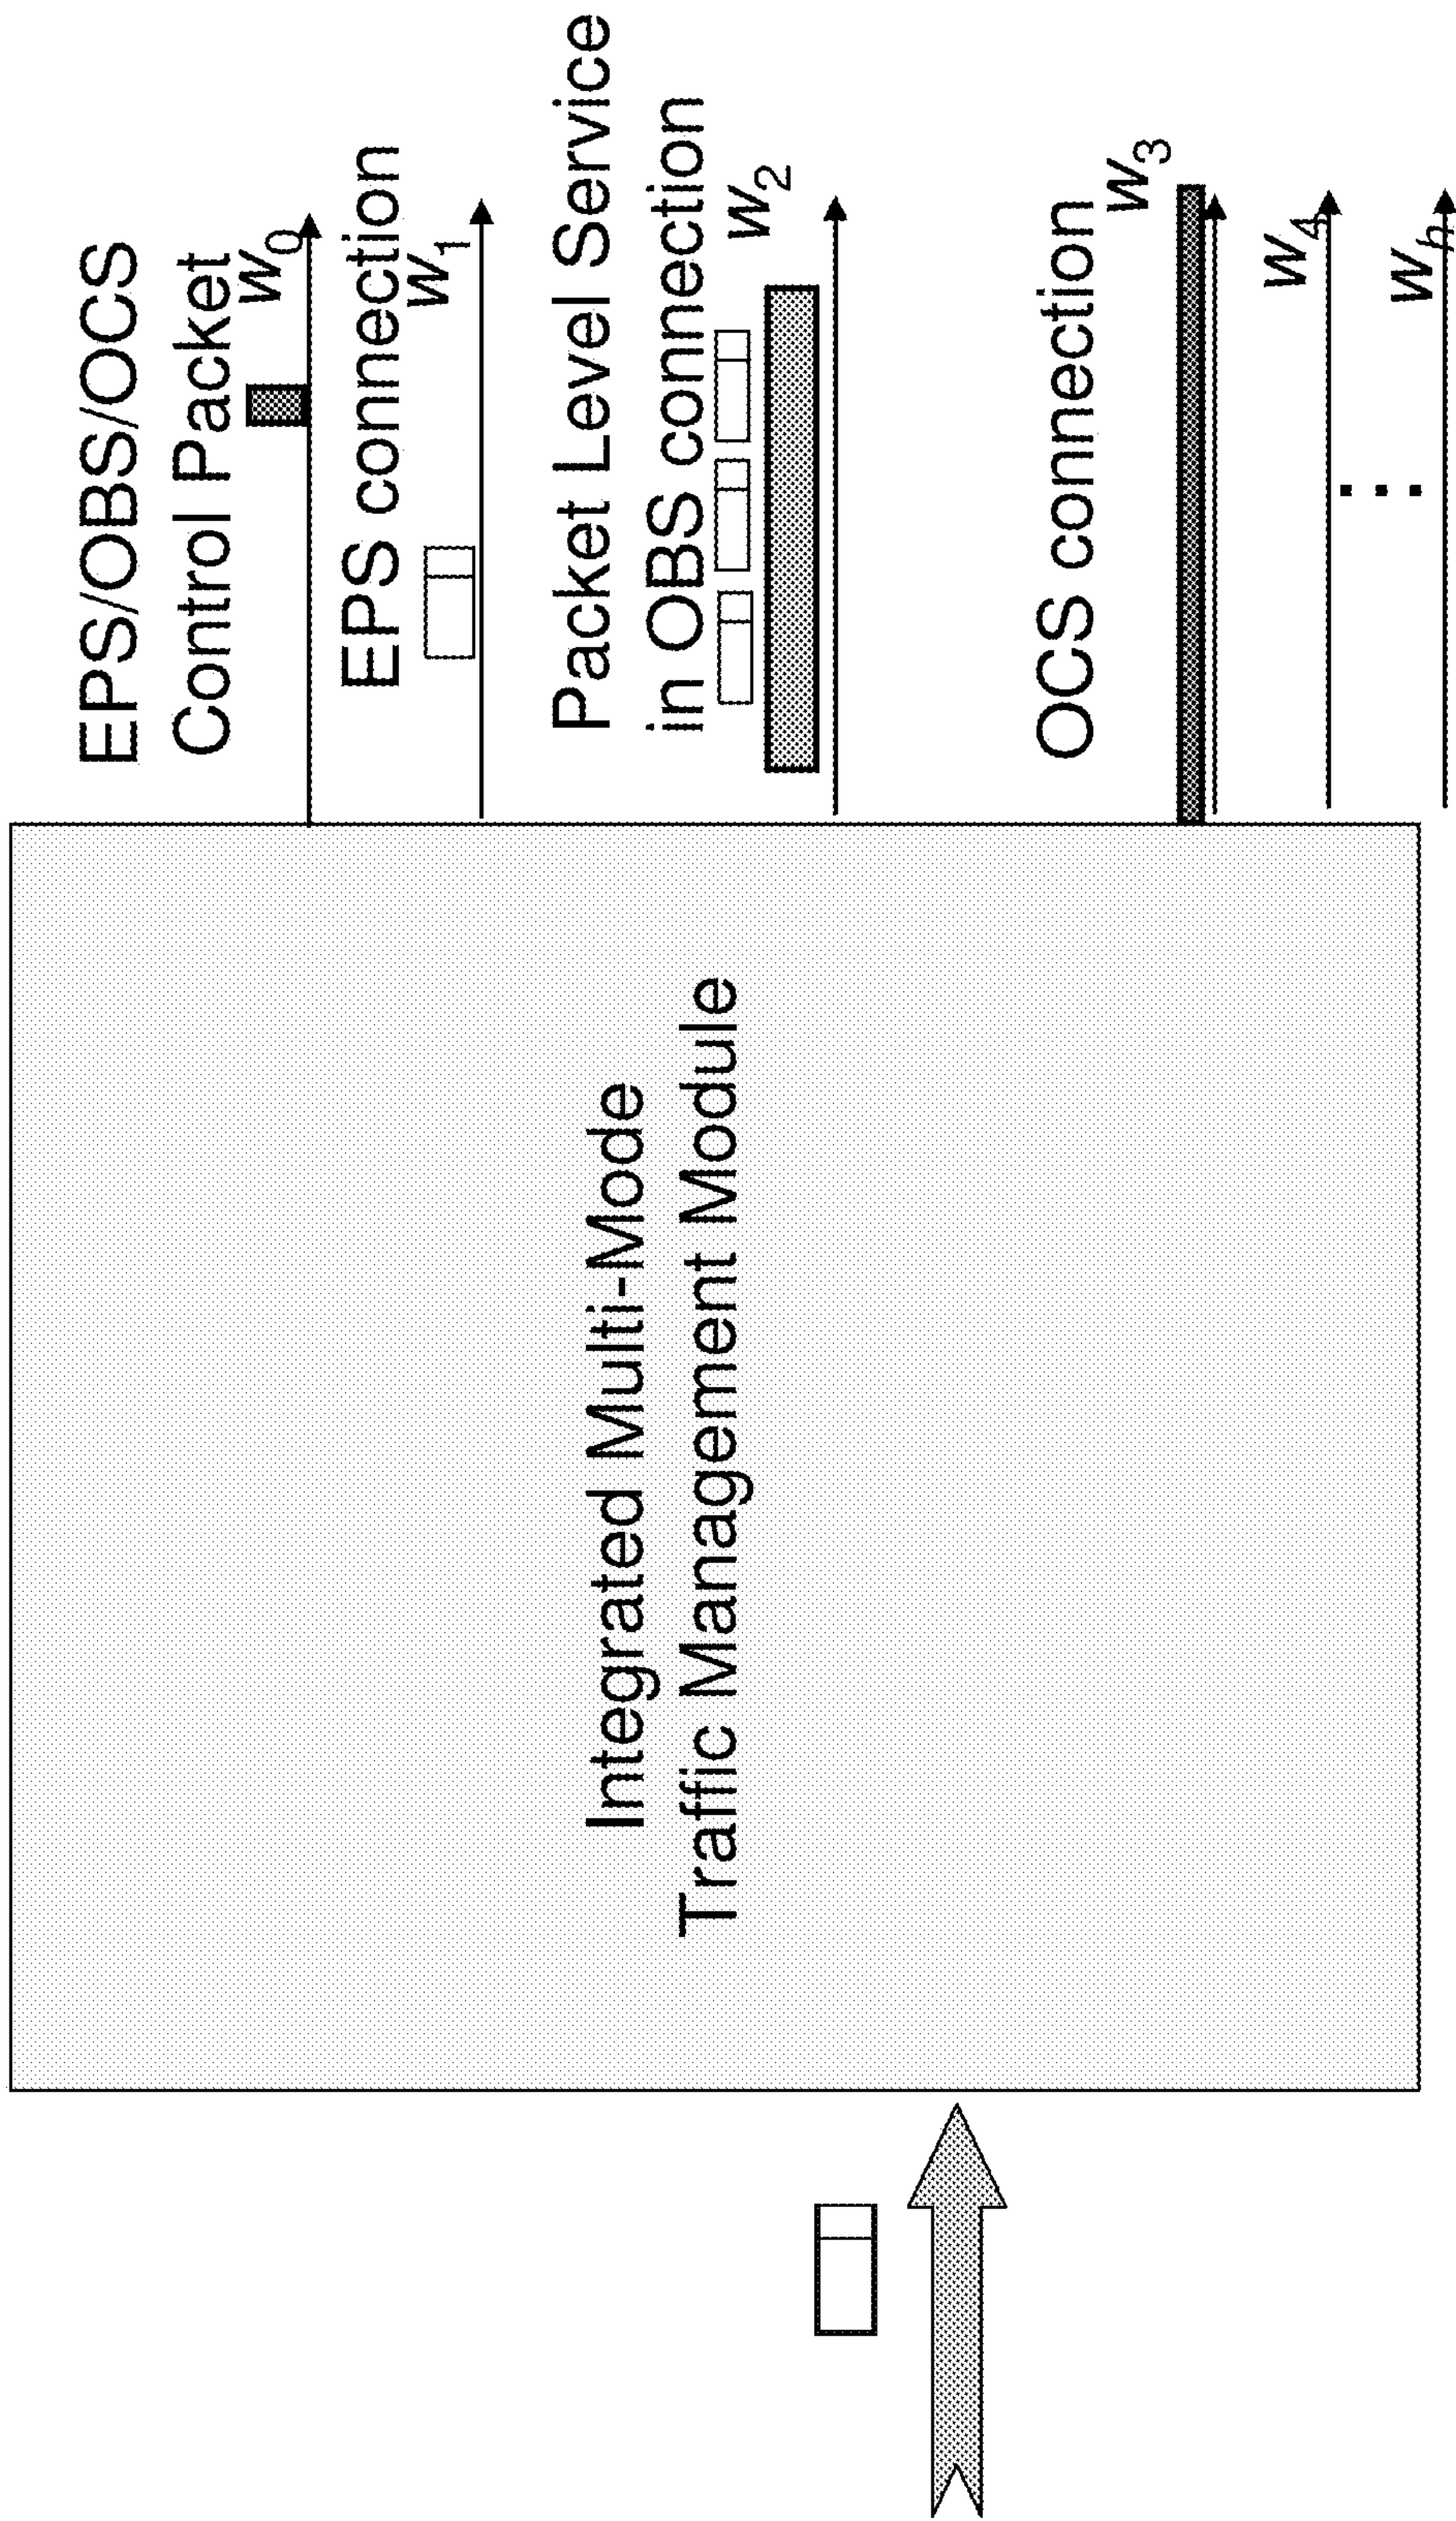 EPS/OBS/OCS
Control Packet
w0
EPS connection
w1
Packet Level Service
in OBS connection
w2
OCS connection
w3
w4
wh
Integrated Multi-Mode
Traffic Management Module